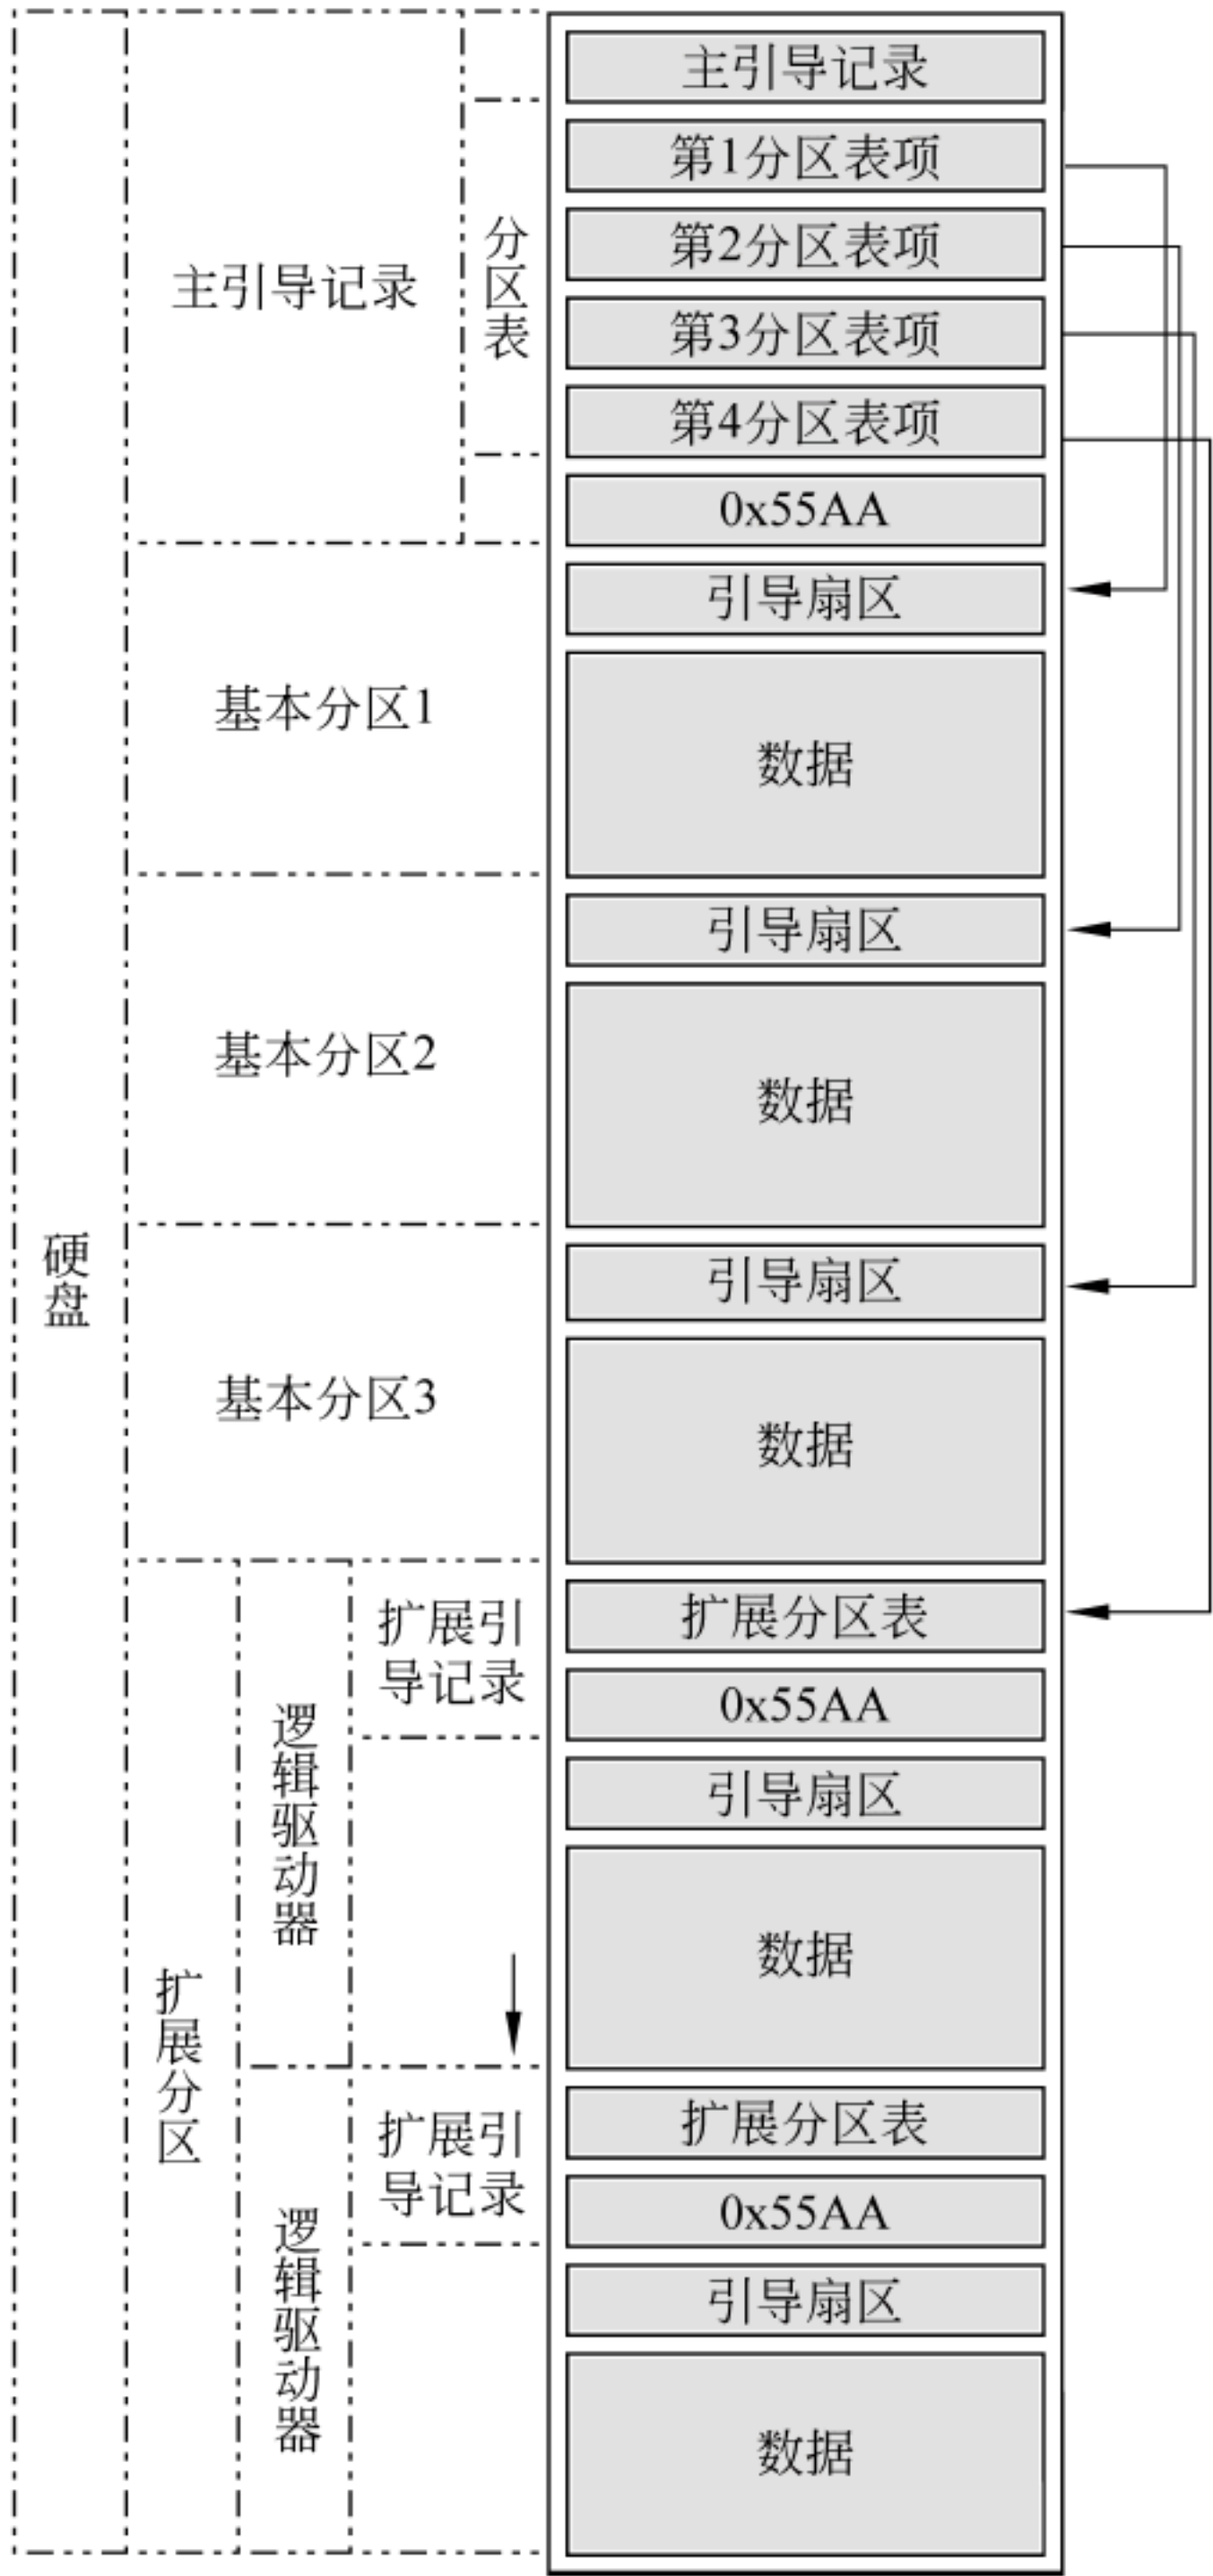 主引导记录
第1分区表项
第2分区表项
分区表
主引导记录
第3分区表项
第4分区表项
0x55AA
引导扇区
基本分区1
数据
引导扇区
基本分区2
数据
硬盘
引导扇区
基本分区3
数据
扩展引
导记录
扩展分区表
0x55AA
逻辑驱动器
引导扇区
数据
扩展分区
扩展引
导记录
扩展分区表
0x55AA
逻辑驱动器
引导扇区
数据